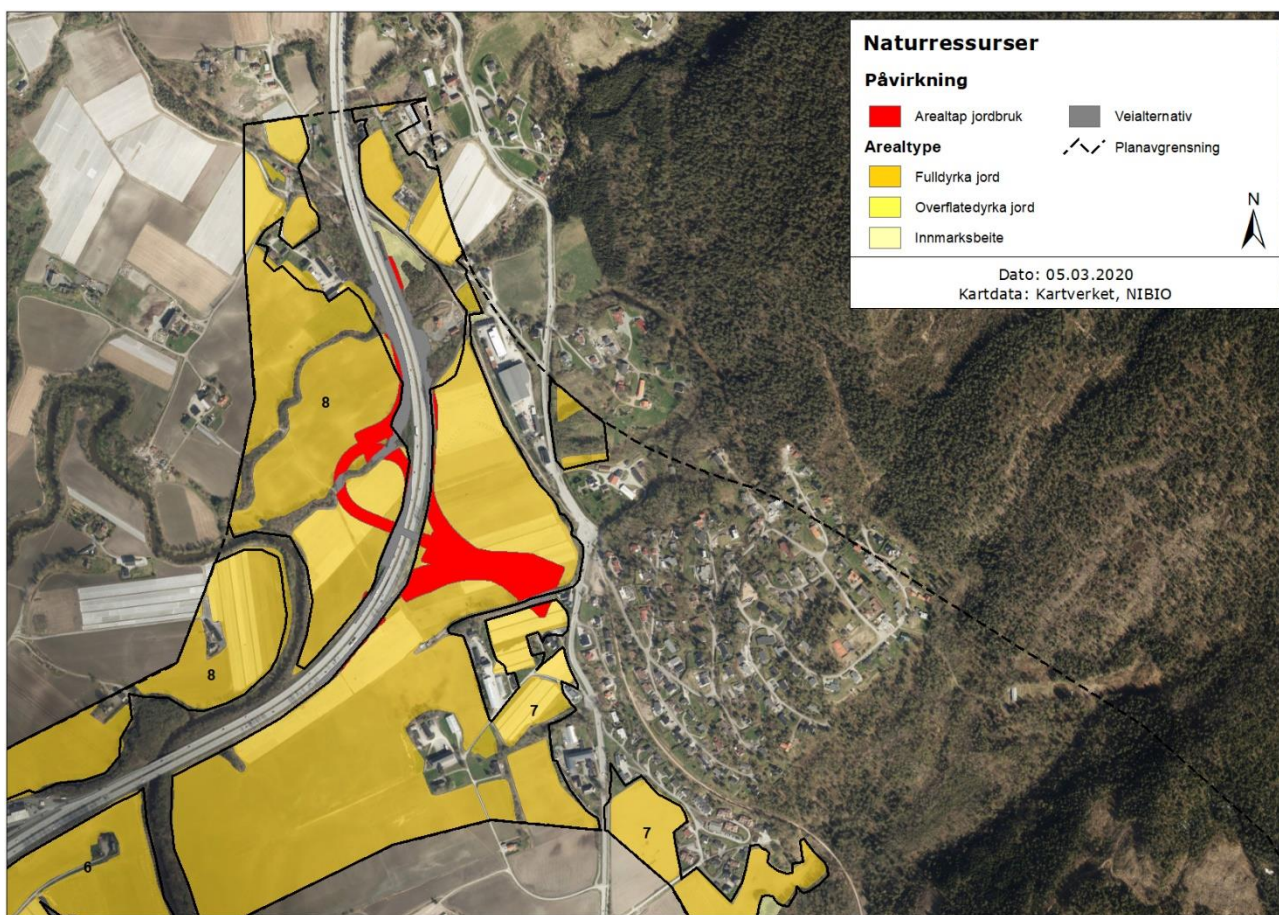 Naturressurser
Påvirkning
Arealtap jordbruk
Veialternativ
Arealtype
Planavgrensning
Fulldyrka jord
Overflatedyrka jord
Innmarksbeite
N
Dato: 05.03.2020
Kartdata: Kartverket, NIBIO
8
8
7
7
6